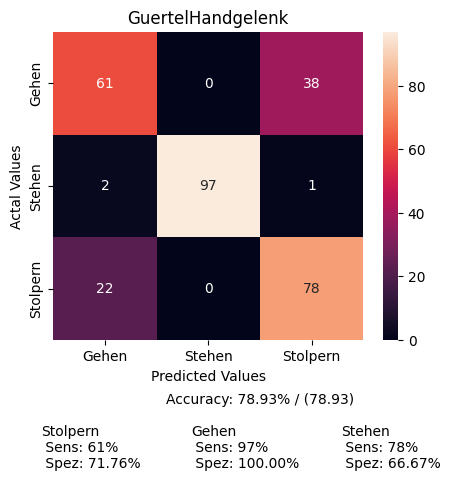 GuertelHandgelenk
Actal Values
Gehen
61
0
38
Stehen
2
97
1
Stolpern
22
0
78
80
60
40
20
0
Gehen
Stehen
Stolpern
Predicted Values
Accuracy: 78.93% / (78.93)
Stolpern
Sens: 61%
Spez: 71.76%
Gehen
Sens: 97%
Spez: 100.00%
Stehen
Sens: 78%
Spez: 66.67%